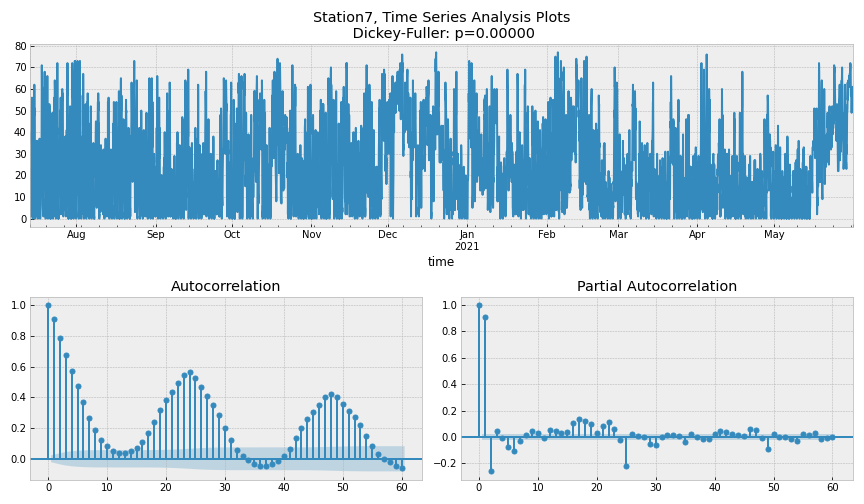 Station7, Time Series Analysis Plots
Dickey-Fuller: p=0.00000
80
70
60
50
40
30
20
10
0
Aug Sep Oct Nov Dec Jan Feb Mar Apr May
2021
time
Autocorrelation
1.0
0.8
0.6
0.4
0.2
0.0
0 10 20 30 40 50 60
Partial Autocorrelation
1.0
0.8
0.6
0.4
0.2
0.0
−0.2
0 10 20 30 40 50 60